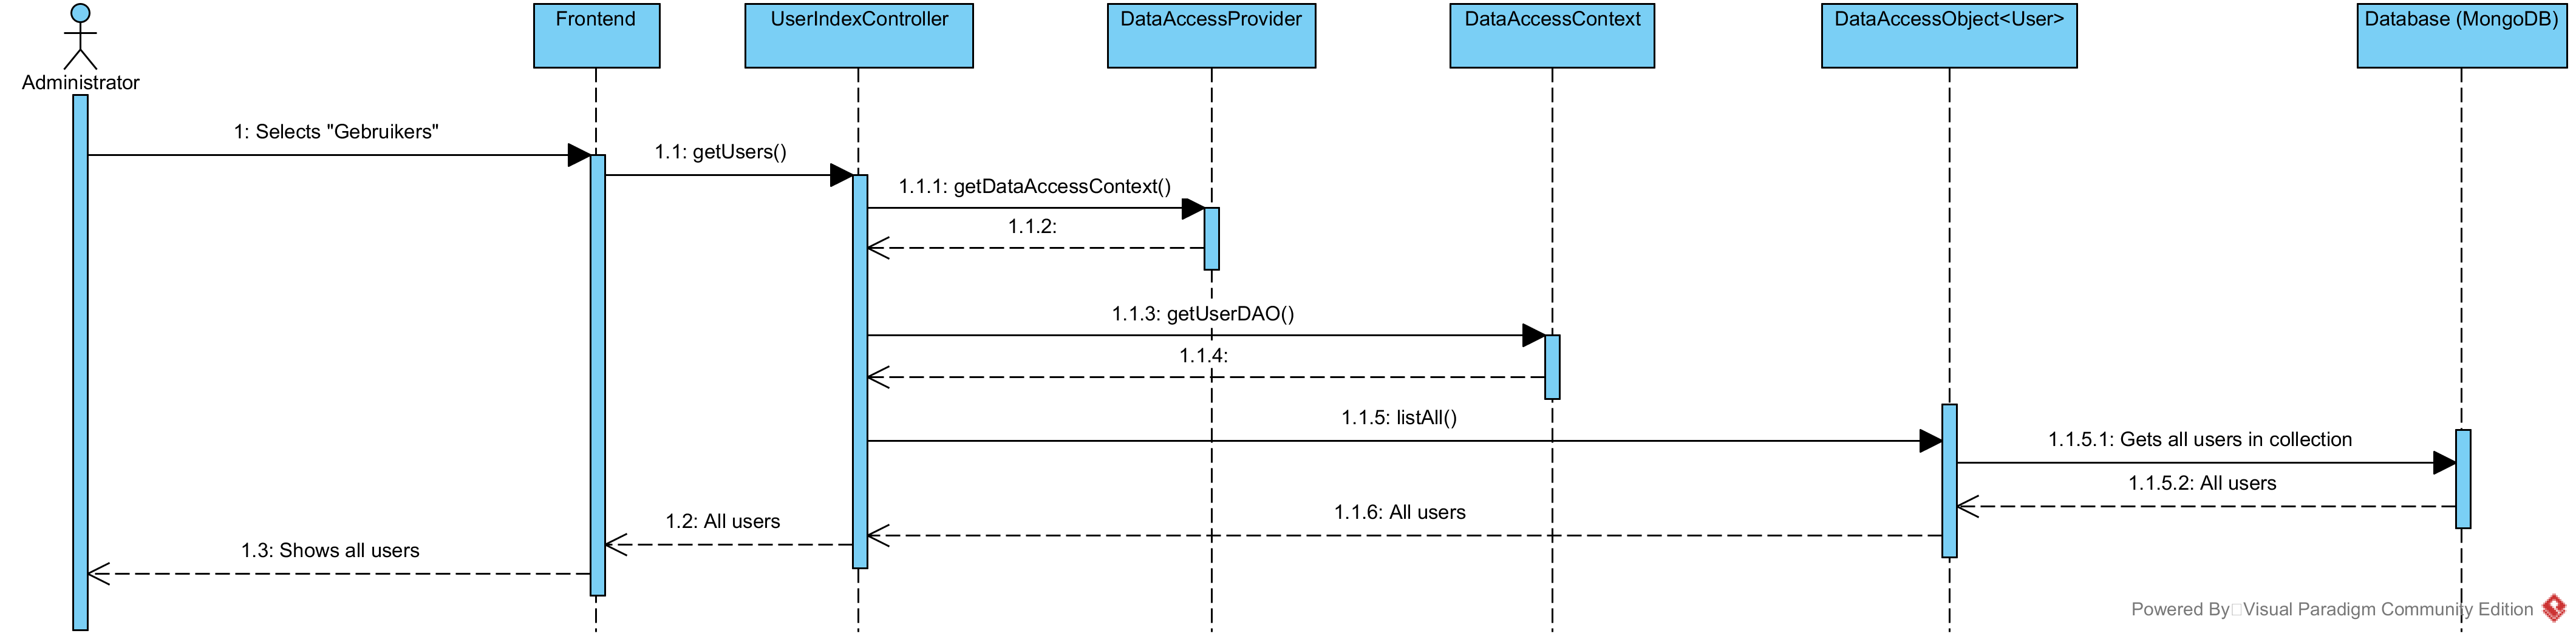 Administrator
Frontend
UserIndexController
DataAccessProvider
DataAccessContext
DataAccessObject<User>
Database (MongoDB)
1: Selects "Gebruikers"
1.1: getUsers()
1.1.1: getDataAccessContext()
1.1.2:
1.1.3: getUserDAO()
1.1.4:
1.1.5: listAll()
1.1.5.1: Gets all users in collection
1.1.5.2: All users
1.1.6: All users
1.2: All users
1.3: Shows all users
Powered By Visual Paradigm Community Edition